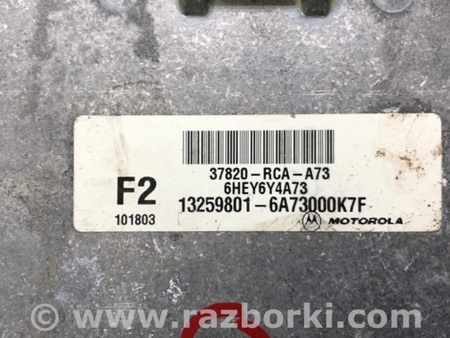 37820-RCA-A73
6HEY6Y4A73
F2
13259801-6A73000K7F
101803
MOTOROLA
© www.razborki.com